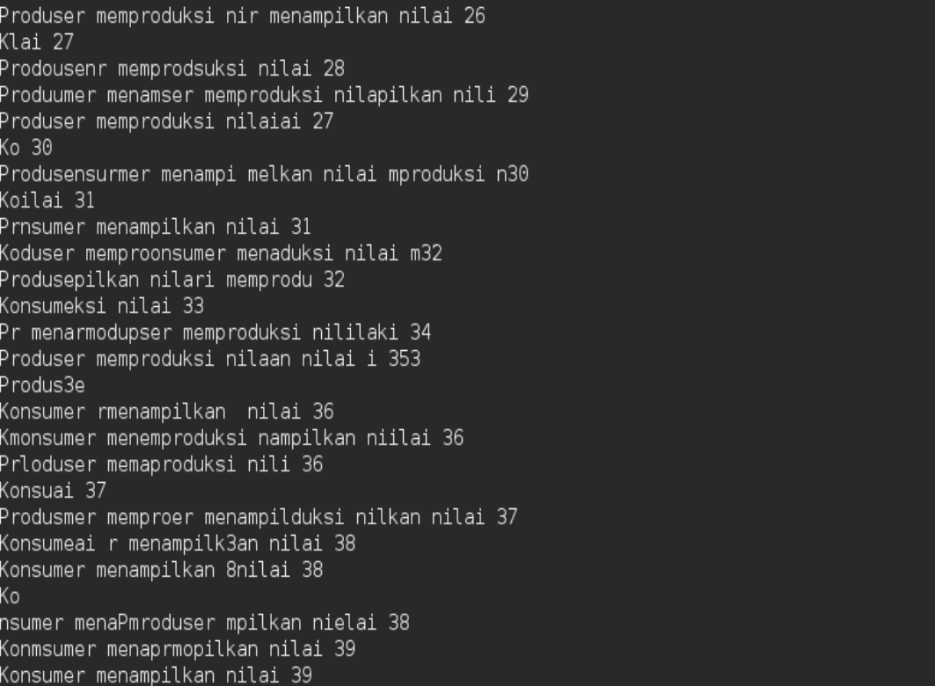 Produser memproduksi nir menampilkan nilai 26
Klai 27
Prodousenr memprodsuksi nilai 28
Produumer menamser memproduksi nilapilkan nili 29
Produser memproduksi nilaiai 27
Ko 30
Produsensurmer menampi melkan nilai mproduksi n30
Koilai 31
Prnsumer menampilkan nilai 31
Koduser memproonsumer menaduksi nilai m32
Produsepilkan nilari memprodu 32
Konsumeksi nilai 33
Pr menarmodupser memproduksi nililaki 34
Produser memproduksi nilaan nilai i 353
Produs3e
Konsumer rmenampilkan  nilai 36
Kmonsumer menemproduksi nampilkan niilai 36
Prloduser memaproduksi nili 36
Konsuai 37
Produsmer memproer menampilduksi nilkan nilai 37
Konsumeai r menampilk3an nilai 38
Konsumer menampilkan 8nilai 38
Ko
nsumer menaPmroduser mpilkan nielai 38
Konmsumer menaprmopilkan nilai 39
Konsumer menampilkan nilai 39